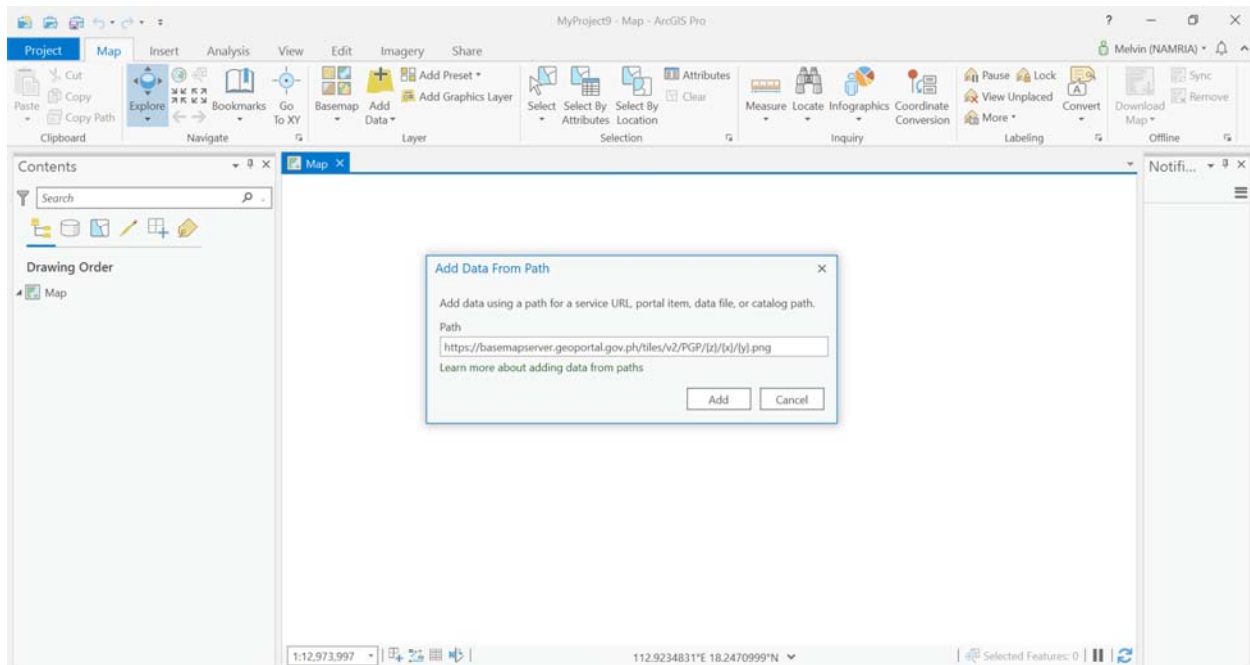 MyProject9 - Map - ArcGIS Pro
?
Project Map Insert Analysis View Edit Imagery Share
Melvin (NAMRIA)
Paste
Cut
Copy
Copy Path
Clipboard
Explore
Bookmarks
Go To XY
Navigate
Basemap
Add Data
Add Preset
Add Graphics Layer
Layer
Select
Select By Attributes
Select By Location
Attributes
Clear
Selection
Measure
Locate
Infographics
Coordinate Conversion
Inquiry
Pause
Lock
View Unplaced
More
Convert
Labeling
Download Map
Sync
Remove
Offline
Contents
Search
Drawing Order
Map
Map
Notifi...
Add Data From Path
Add data using a path for a service URL, portal item, data file, or catalog path.
Path
https://basemapserver.geoportal.gov.ph/tiles/v2/PGP/{z}/{x}/{y}.png
Learn more about adding data from paths
Add
Cancel
1:12,973,997
112.9234831°E 18.2470999°N
Selected Features: 0